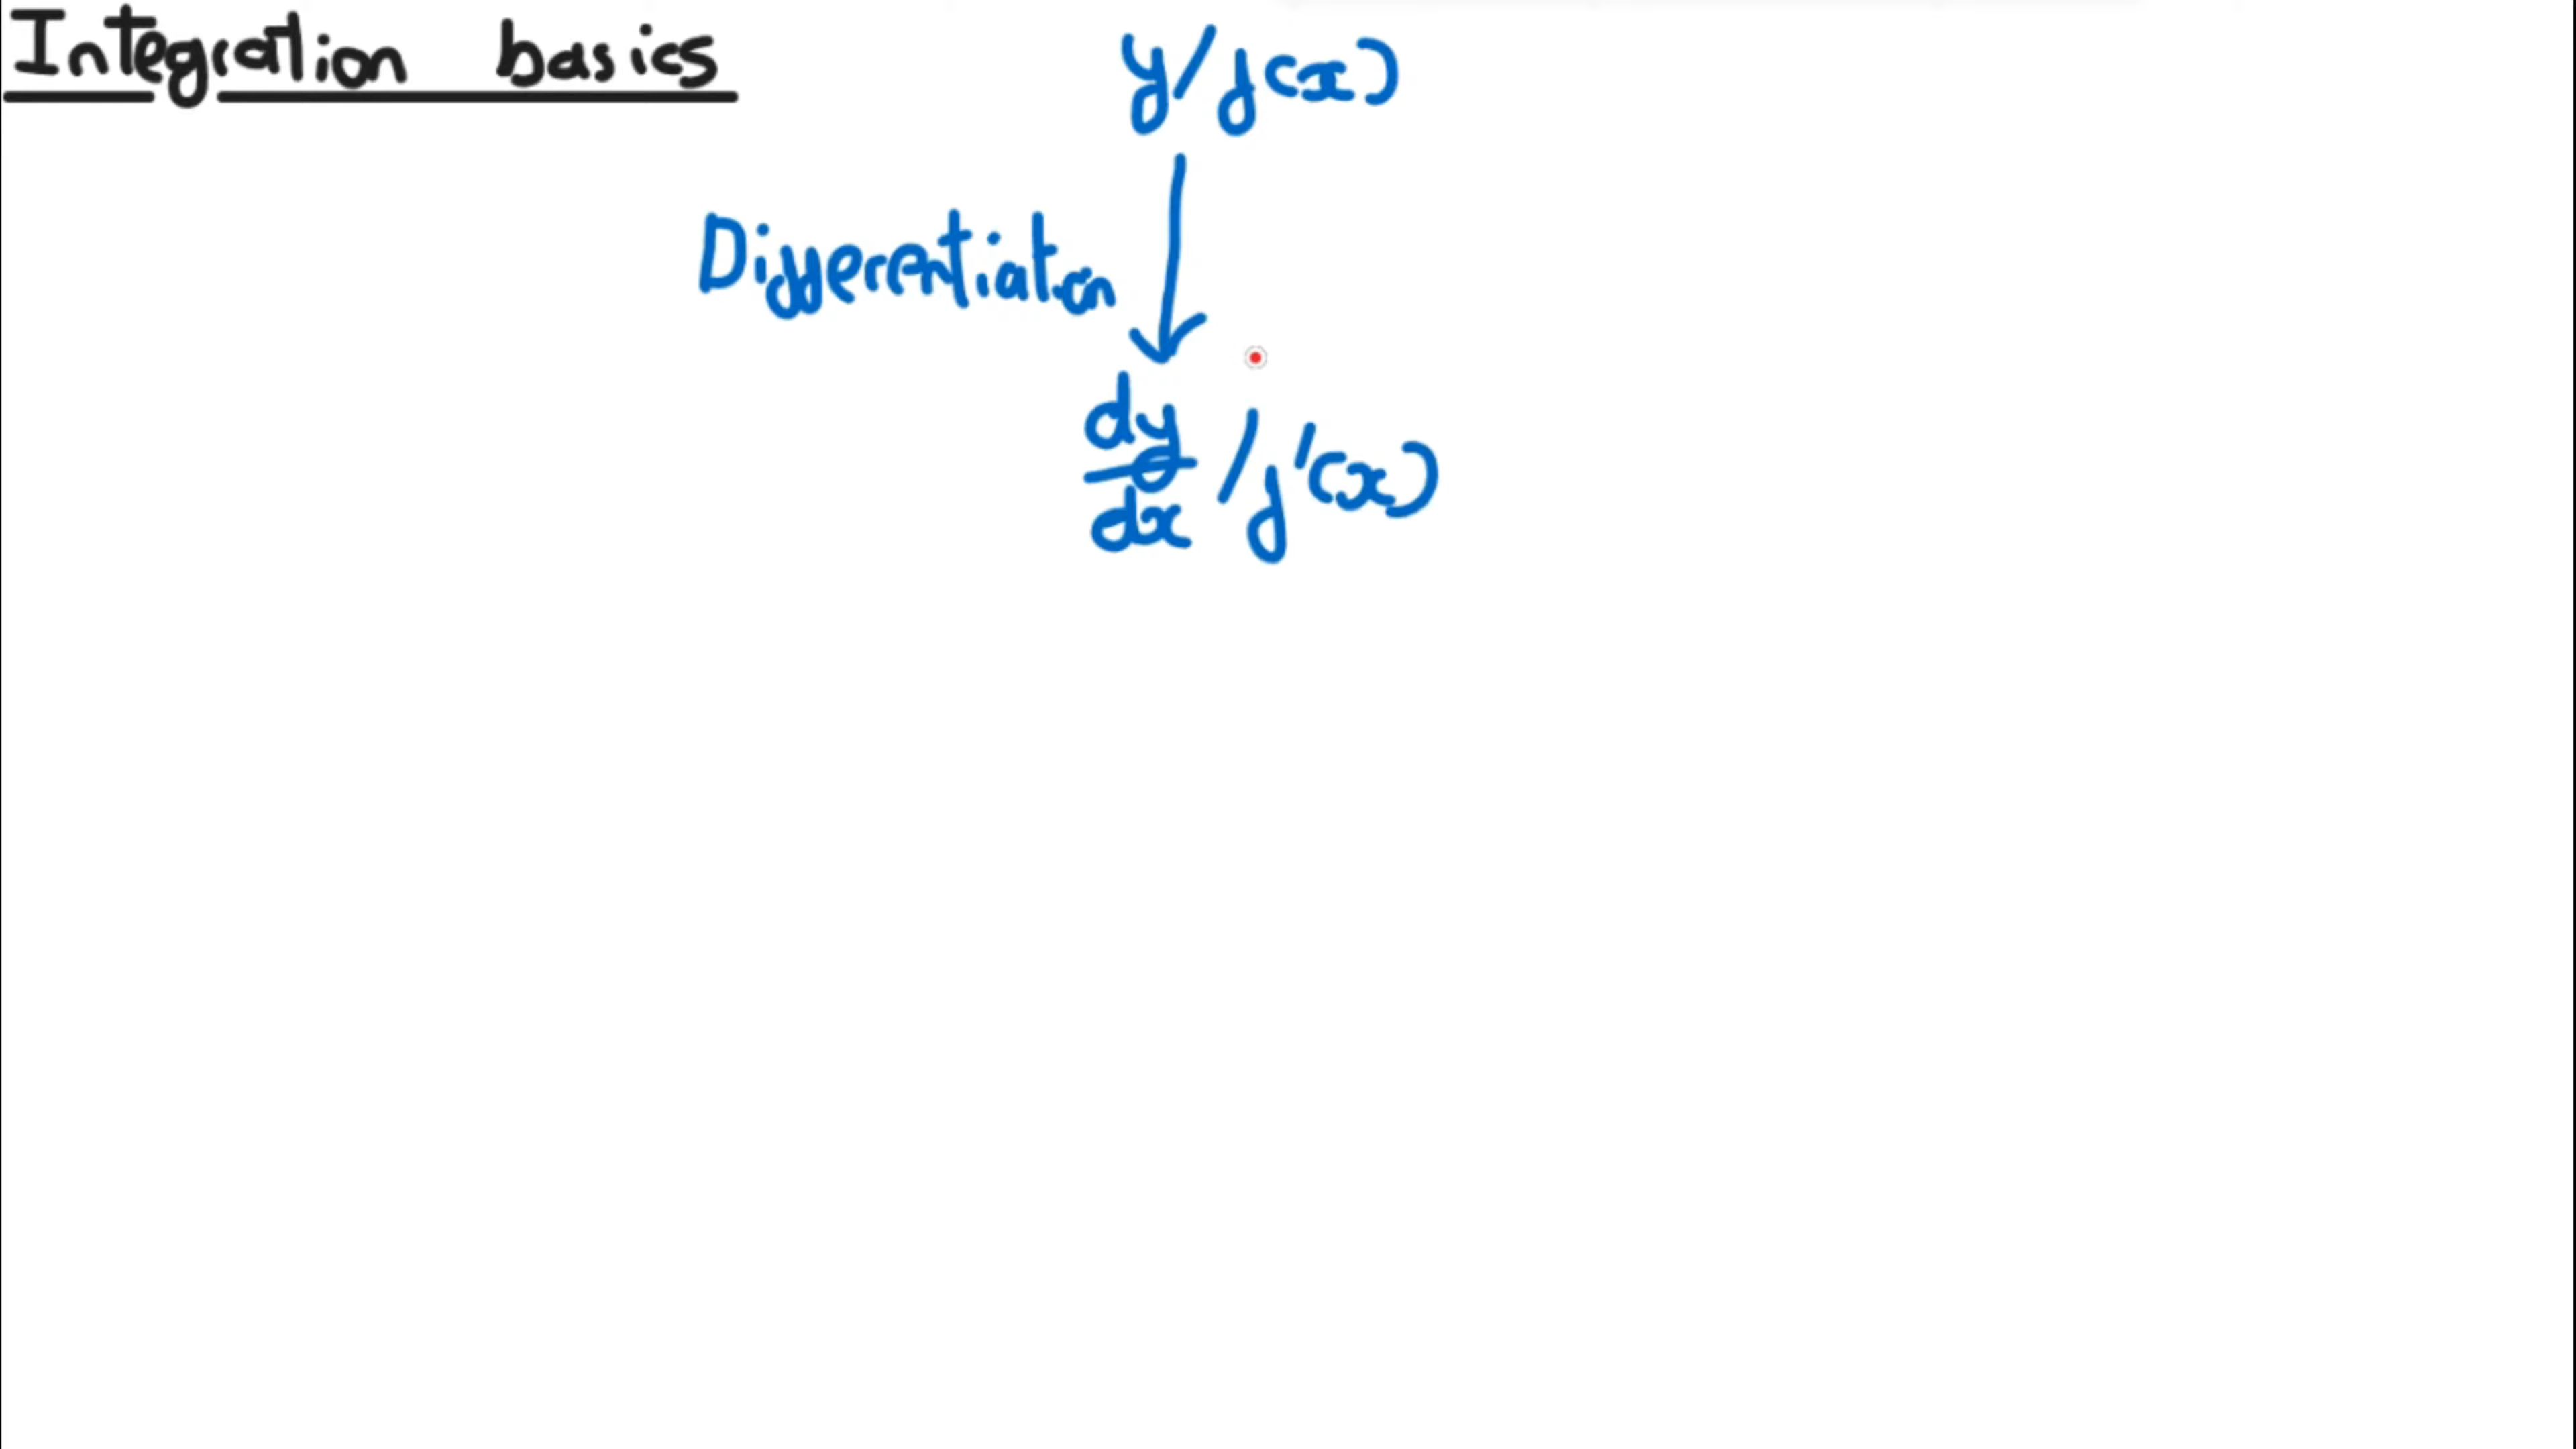 Integration basics
y/f(x)
Differentiation
dy/dx / f'(x)